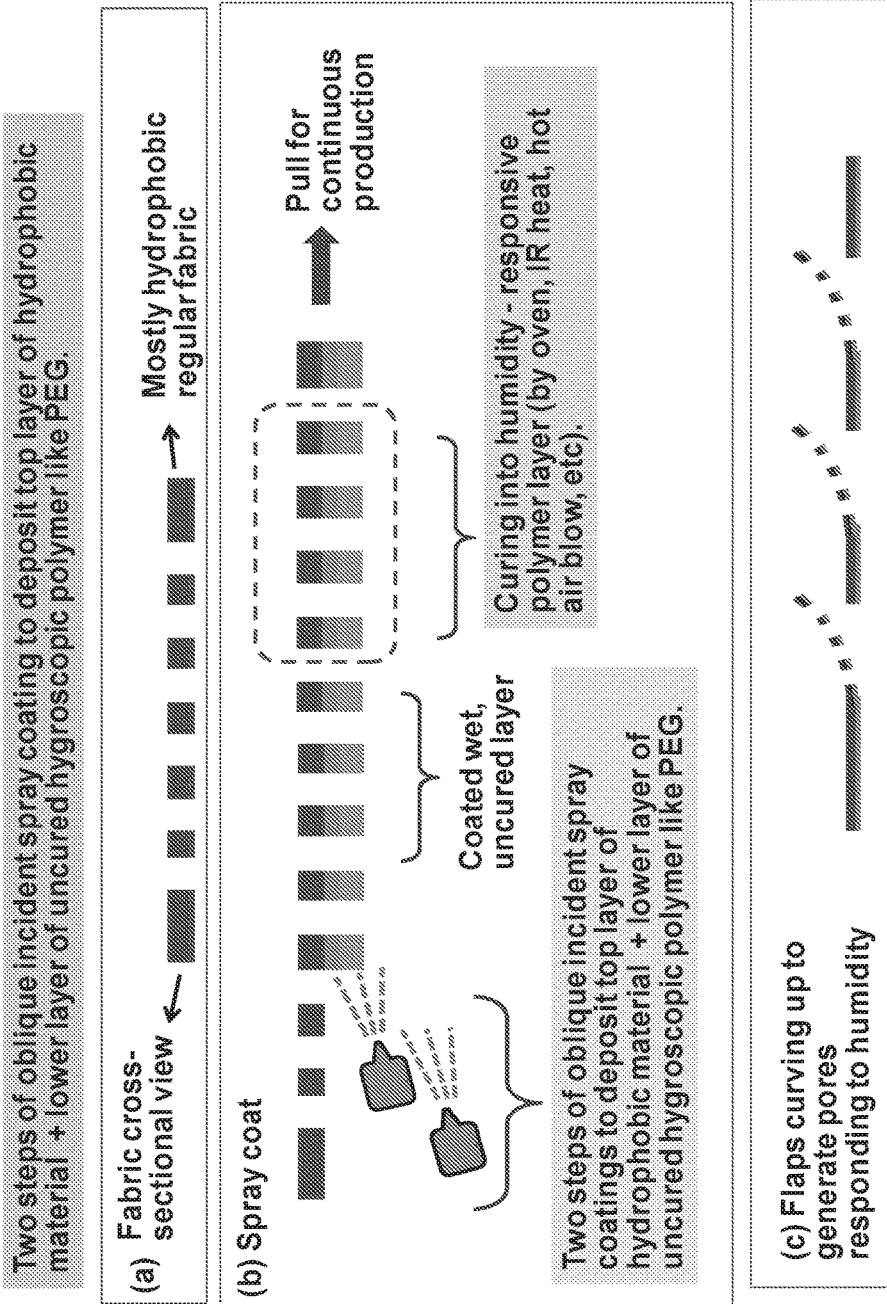 Two steps of oblique incident spray coating to deposit top layer of hydrophobic
material + lower layer of uncured hygroscopic polymer like PEG.
(a) Fabric cross-
sectional view
Mostly hydrophobic
regular fabric
(b) Spray coat
Pull for
continuous
production
Coated wet,
uncured layer
Curing into humidity - responsive
polymer layer (by oven, IR heat, hot
air blow, etc).
Two steps of oblique incident spray
coatings to deposit top layer of
hydrophobic material + lower layer of
uncured hygroscopic polymer like PEG.
(c) Flaps curving up to
generate pores
responding to humidity